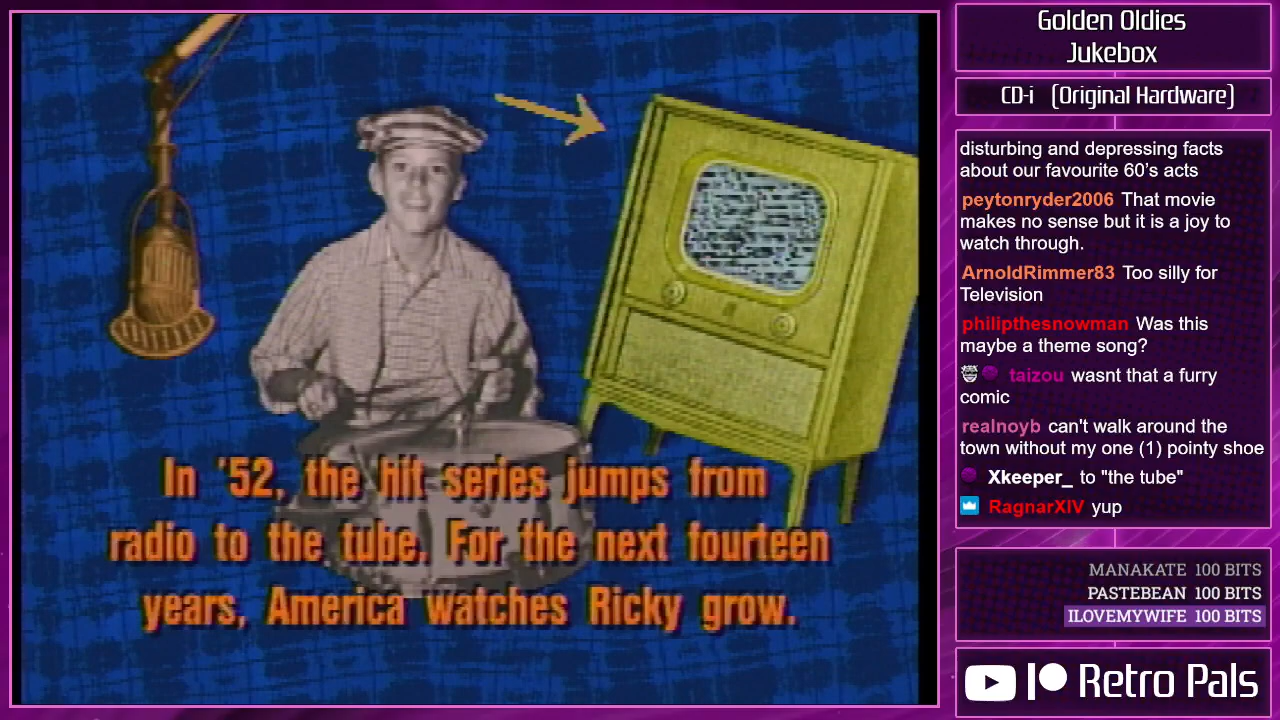 In '52, the hit series jumps from
radio to the tube. For the next fourteen
years, America watches Ricky grow.
Golden Oldies
Jukebox
CD-i (Original Hardware)
disturbing and depressing facts
about our favourite 60's acts
peytonryder2006 That movie
makes no sense but it is a joy to
watch through.
ArnoldRimmer83 Too silly for
Television
philipthesnowman Was this
maybe a theme song?
taizou wasnt that a furry
comic
realnoyb can't walk around the
town without my one (1) pointy shoe
Xkeeper_ to "the tube"
RagnarXIV yup
MANAKATE 100 BITS
PASTEBEAN 100 BITS
ILOVEMYWIFE 100 BITS
Retro Pals